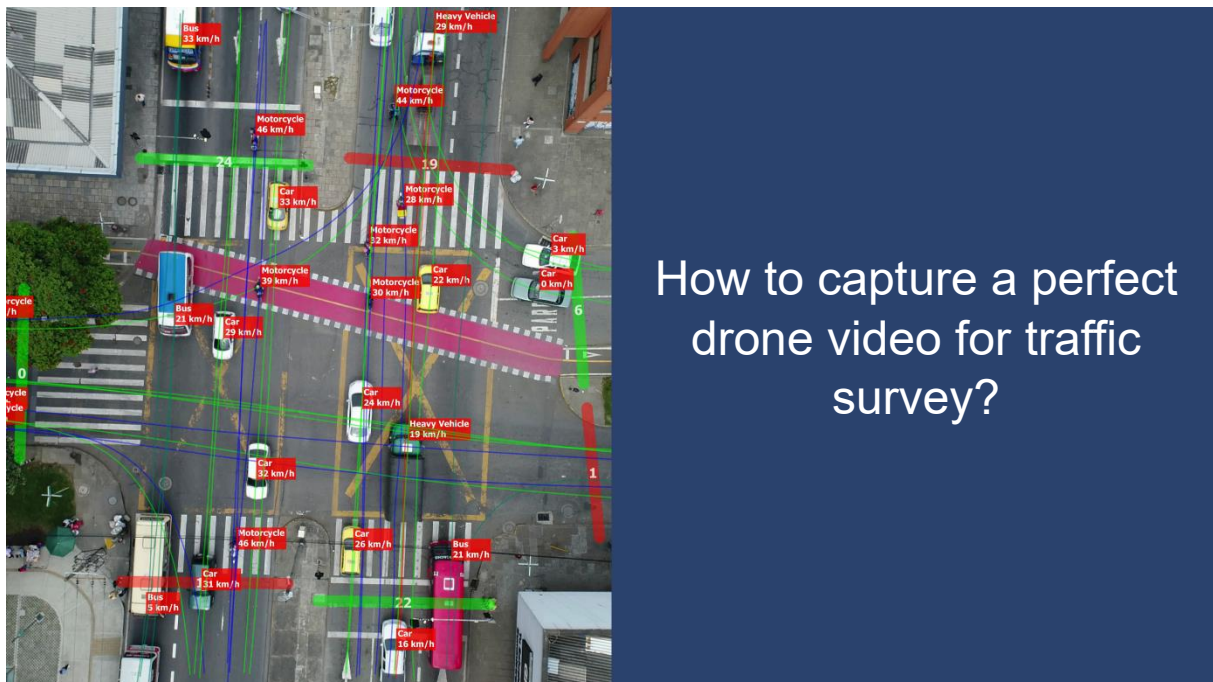 Bus
33 km/h
Heavy Vehicle
29 km/h
Motorcycle
44 km/h
Motorcycle
46 km/h
24
19
Car
33 km/h
Motorcycle
28 km/h
Motorcycle
32 km/h
Car
3 km/h
Motorcycle
39 km/h
Car
22 km/h
Car
0 km/h
Motorcycle
30 km/h
rcycle
/h
Bus
21 km/h
Car
29 km/h
6
PAR
0
Car
24 km/h
cycle
ycle
Heavy Vehicle
19 km/h
Car
32 km/h
1
Motorcycle
46 km/h
Car
26 km/h
Bus
21 km/h
Car
31 km/h
Bus
5 km/h
22
Car
16 km/h
How to capture a perfect
drone video for traffic
survey?